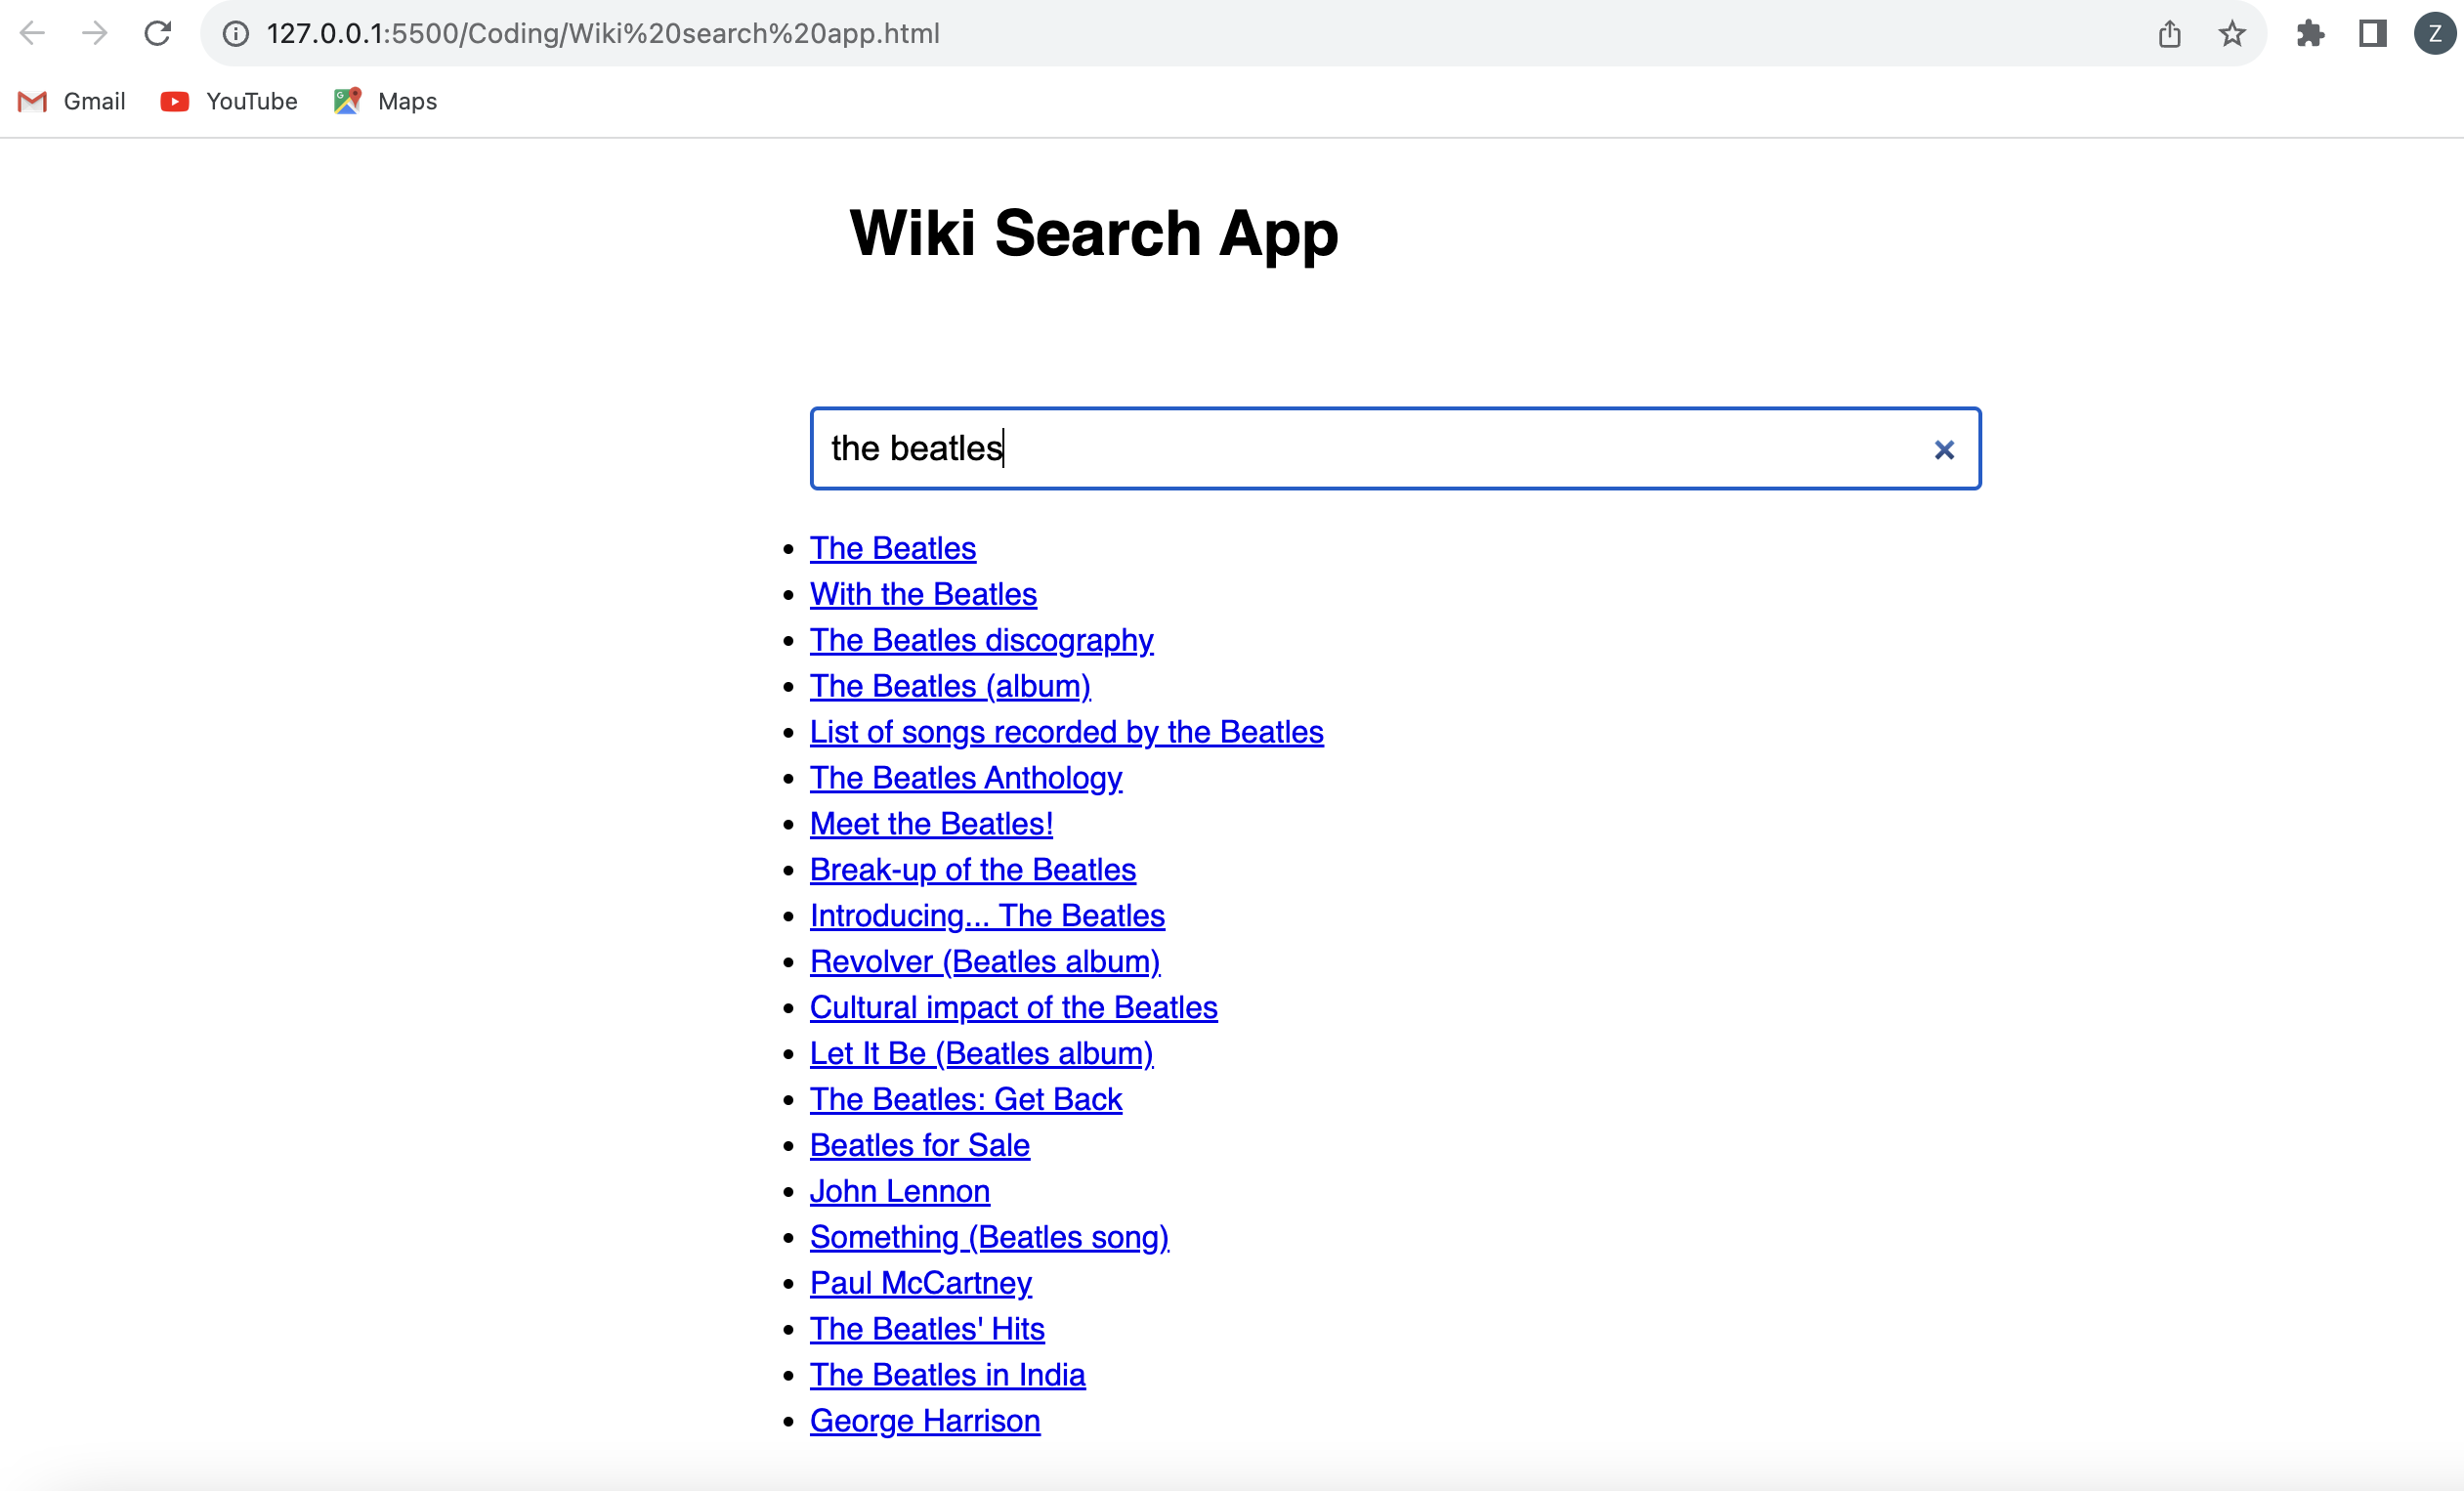 127.0.0.1:5500/Coding/Wiki%20search%20app.html
Z
Gmail YouTube Maps
Wiki Search App
the beatles
The Beatles
With the Beatles
The Beatles discography
The Beatles (album)
List of songs recorded by the Beatles
The Beatles Anthology
Meet the Beatles!
Break-up of the Beatles
Introducing... The Beatles
Revolver (Beatles album)
Cultural impact of the Beatles
Let It Be (Beatles album)
The Beatles: Get Back
Beatles for Sale
John Lennon
Something (Beatles song)
Paul McCartney
The Beatles' Hits
The Beatles in India
George Harrison